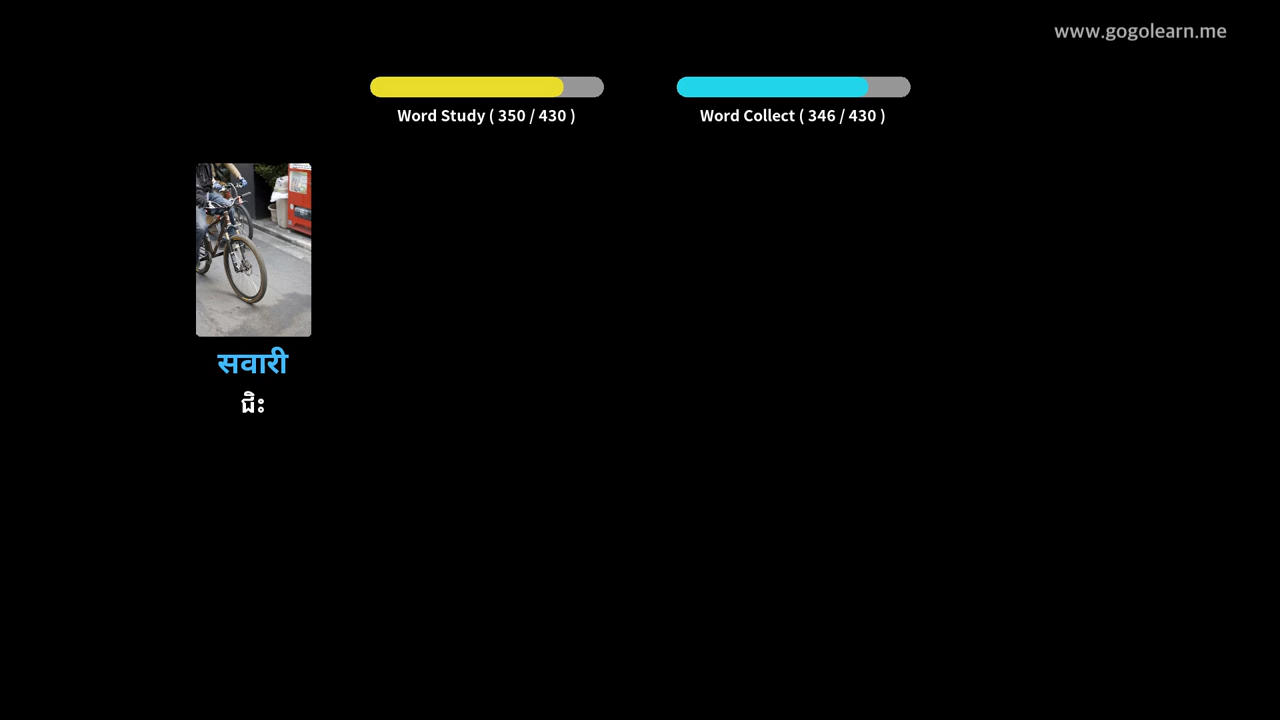 www.gogolearn.me
Word Study ( 350 / 430 )
Word Collect ( 346 / 430 )
सवारी
ជិះ